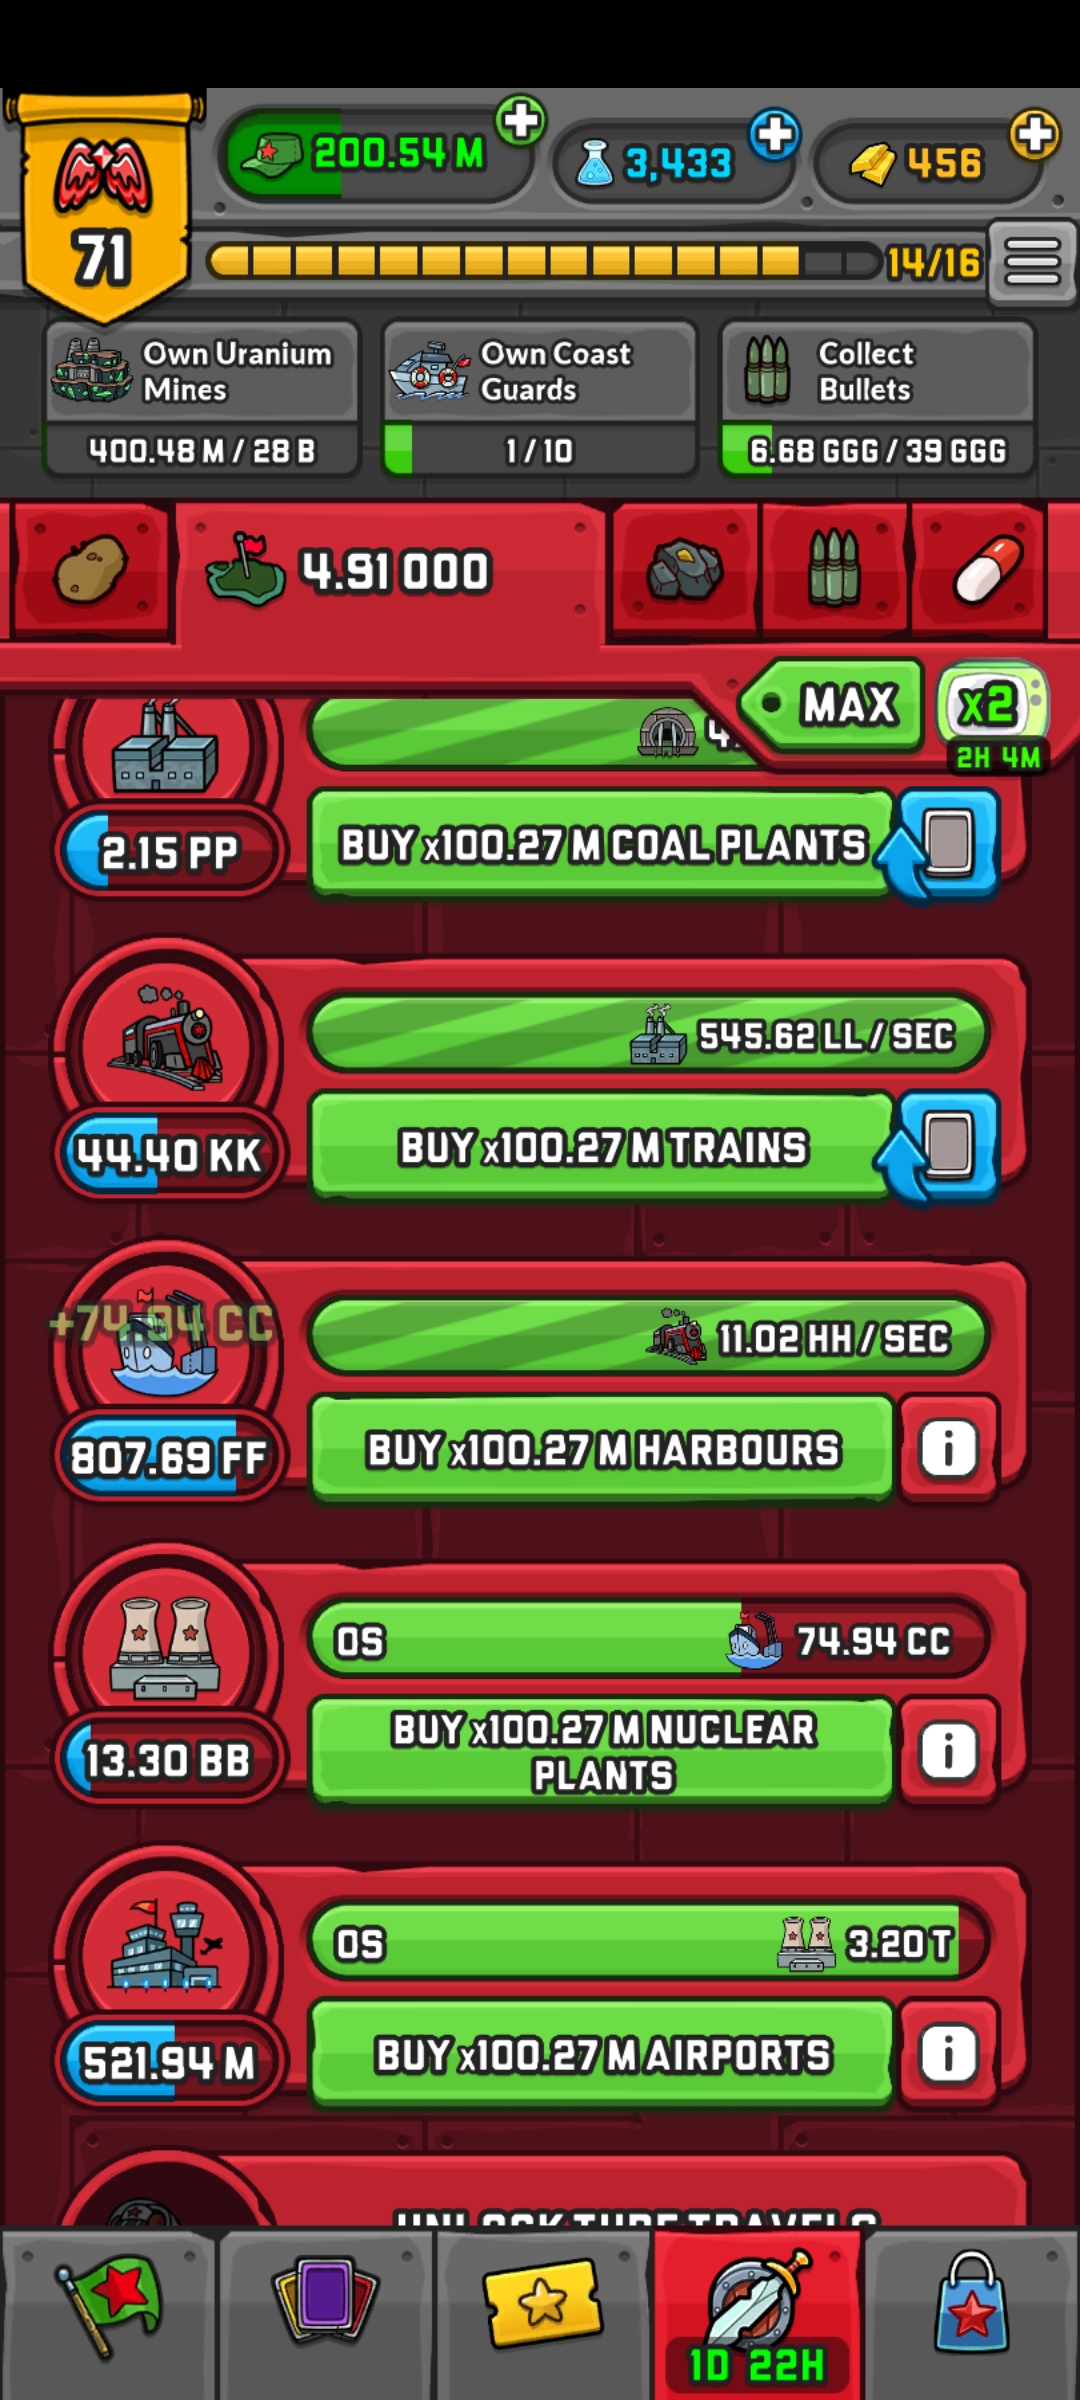 200.54 M
3,433
456
71
14/16
Own Uranium
Mines
400.48 M / 28 B
Own Coast
Guards
1 / 10
Collect
Bullets
6.68 GGG / 39 GGG
4.91 OOO
MAX
x2
2H 4M
2.15 PP
BUY x100.27 M COAL PLANTS
545.62 LL / SEC
44.40 KK
BUY x100.27 M TRAINS
+74.94 CC
11.02 HH / SEC
807.69 FF
BUY x100.27 M HARBOURS
i
0S
74.94 CC
13.30 BB
BUY x100.27 M NUCLEAR
PLANTS
i
0S
3.20 T
521.94 M
BUY x100.27 M AIRPORTS
i
1D 22H